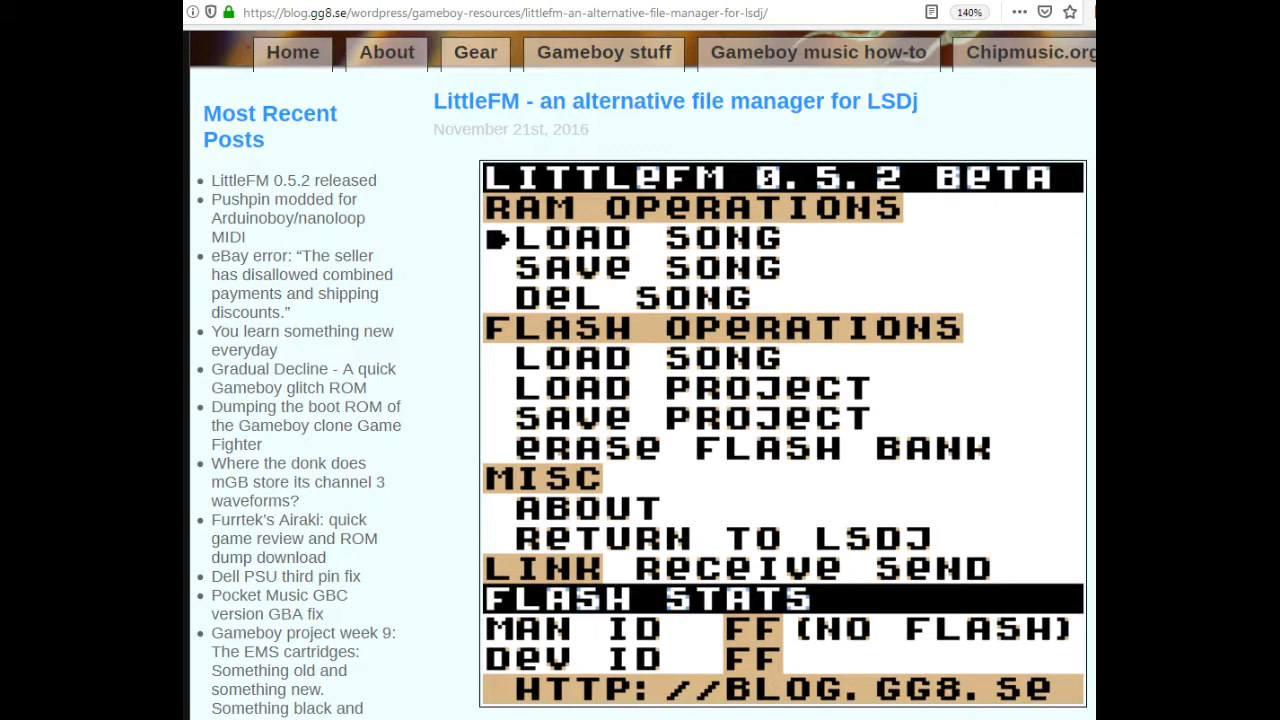 https://blog.gg8.se/wordpress/gameboy-resources/littlefm-an-alternative-file-manager-for-lsdj/
140%
Home About Gear Gameboy stuff Gameboy music how-to Chipmusic.org
Most Recent
Posts
LittleFM 0.5.2 released
Pushpin modded for
Arduinoboy/nanoloop
MIDI
eBay error: “The seller
has disallowed combined
payments and shipping
discounts.”
You learn something new
everyday
Gradual Decline - A quick
Gameboy glitch ROM
Dumping the boot ROM of
the Gameboy clone Game
Fighter
Where the donk does
mGB store its channel 3
waveforms?
Furrtek's Airaki: quick
game review and ROM
dump download
Dell PSU third pin fix
Pocket Music GBC
version GBA fix
Gameboy project week 9:
The EMS cartridges:
Something old and
something new.
Something black and
LittleFM - an alternative file manager for LSDj
November 21st, 2016
LITTLeFM 0.5.2 BeTA
RAM OPeRATIONS
LOAD SONG
SAVe SONG
DeL SONG
FLASH OPeRATIONS
LOAD SONG
LOAD PROJeCT
SAVe PROJeCT
eRASe FLASH BANK
MISC
ABOUT
ReTURN TO LSDJ
LINK ReCeIVe SeND
FLASH STATS
MAN ID FF (NO FLASH)
DeV ID FF
HTTP://BLOG.GG8.Se